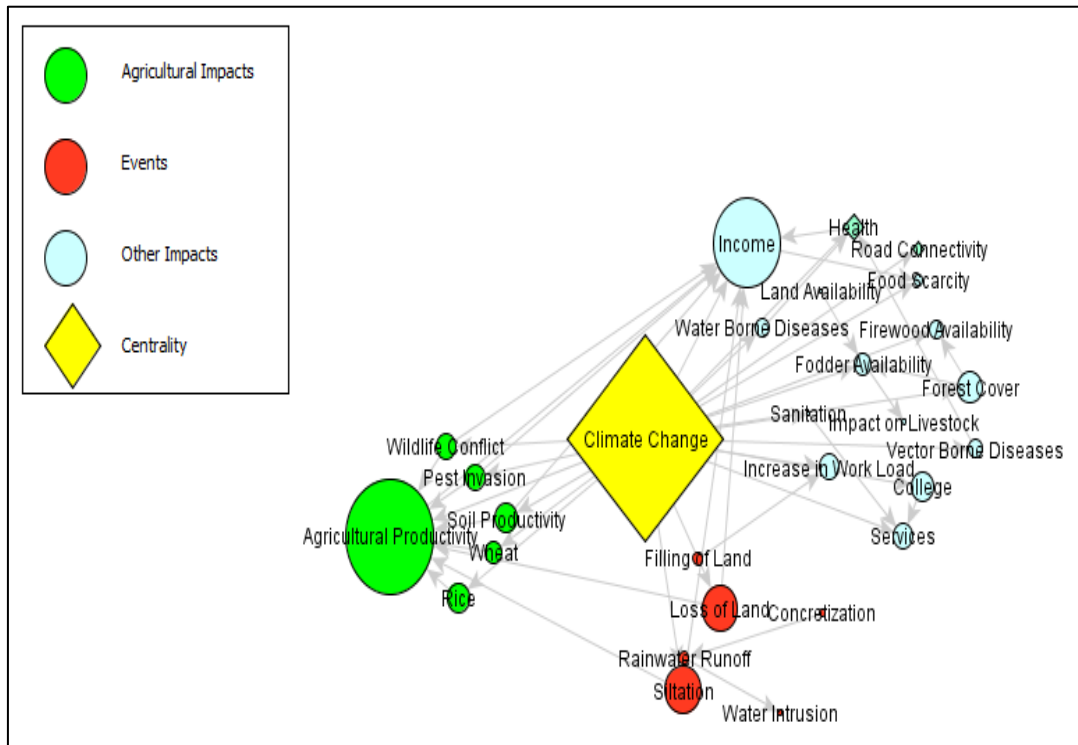 Agricultural Impacts
Events
Other Impacts
Centrality
Health
Income
Road Connectivity
Food Scarcity
Land Availability
Water Borne Diseases
Firewood Availability
Fodder Availability
Forest Cover
Sanitation
Impact on Livestock
Climate Change
Wildlife Conflict
Vector Borne Diseases
Increase in Work Load
Pest Invasion
College
Soil Productivity
Agricultural Productivity
Services
Wheat
Filling of Land
Rice
Loss of Land
Concretization
Rainwater Runoff
Siltation
Water Intrusion